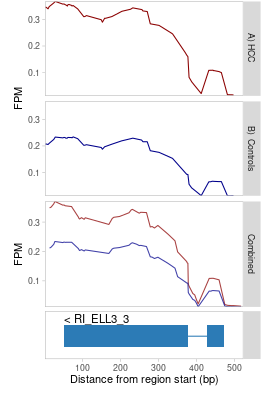 0.3
0.2
0.1
A) HCC
FPM
0.3
0.2
0.1
B) Controls
0.3
0.2
0.1
FPM
Combined
< RI_ELL3_3
100 200 300 400 500
Distance from region start (bp)